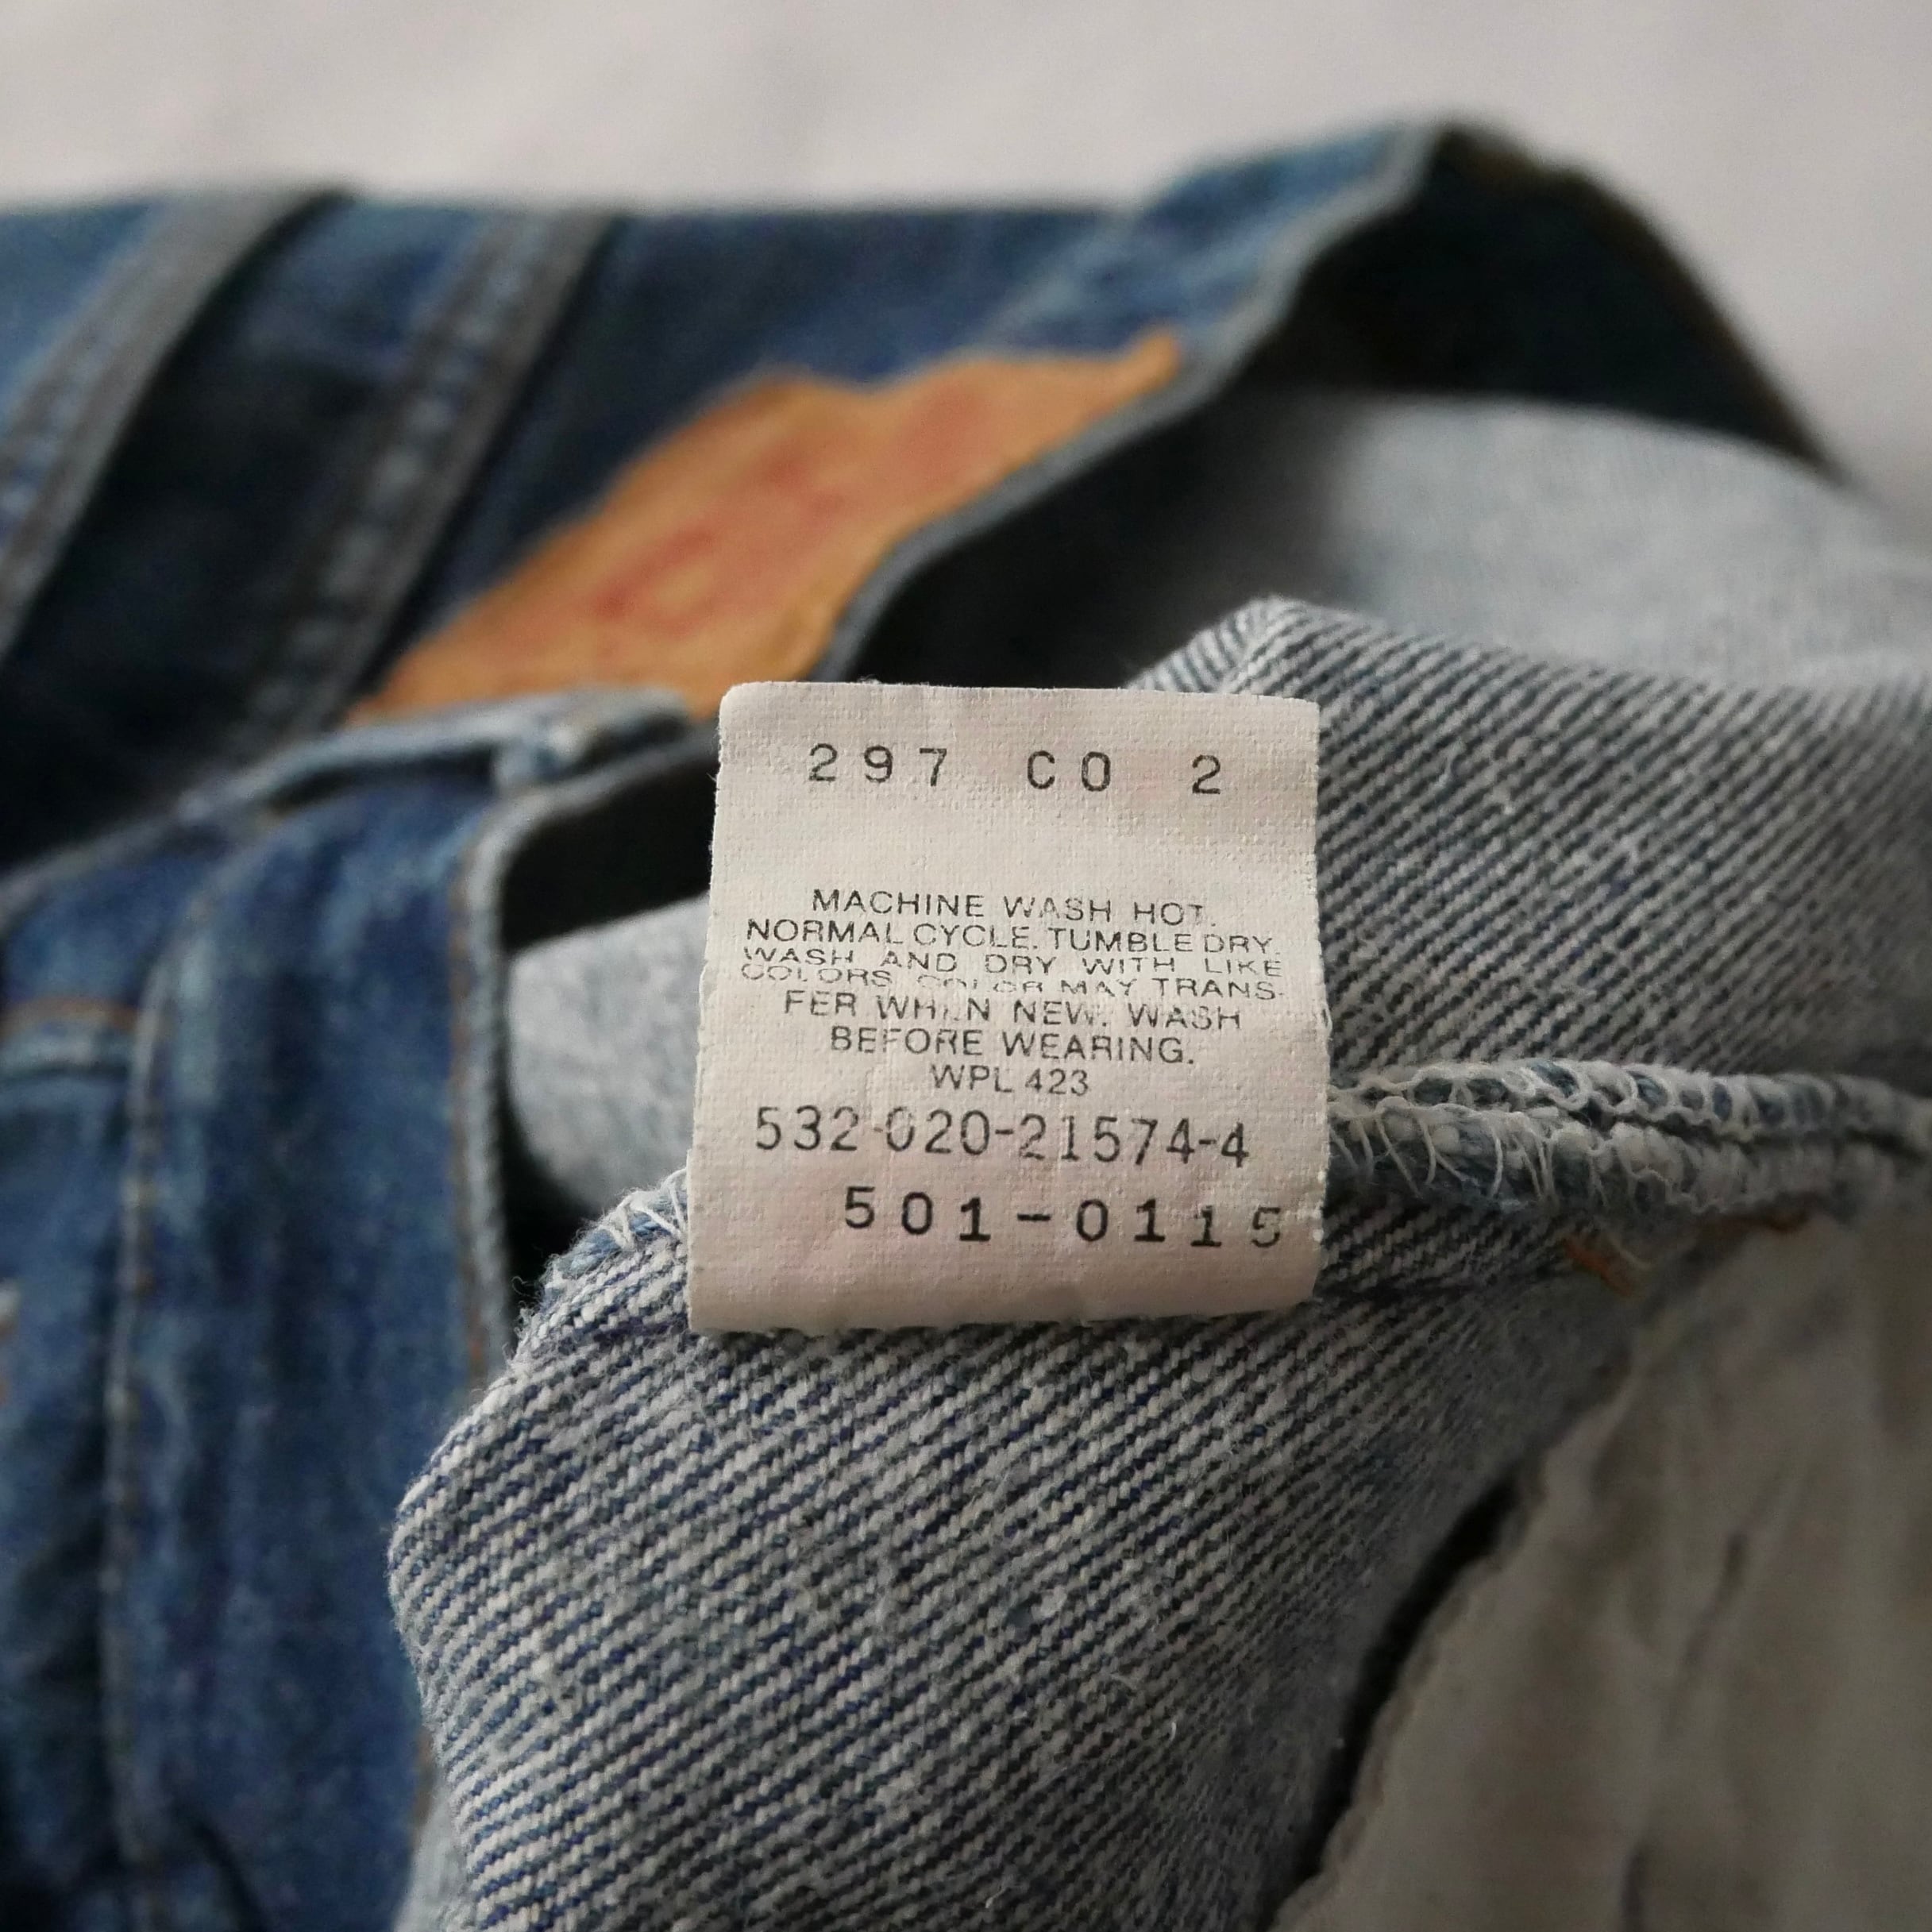 297 CO 2
MACHINE WASH HOT.
NORMAL CYCLE. TUMBLE DRY.
WASH AND DRY WITH LIKE
COLORS. COLOR MAY TRANS-
FER WHEN NEW. WASH
BEFORE WEARING.
WPL 423
532-020-21574-4
501-0115